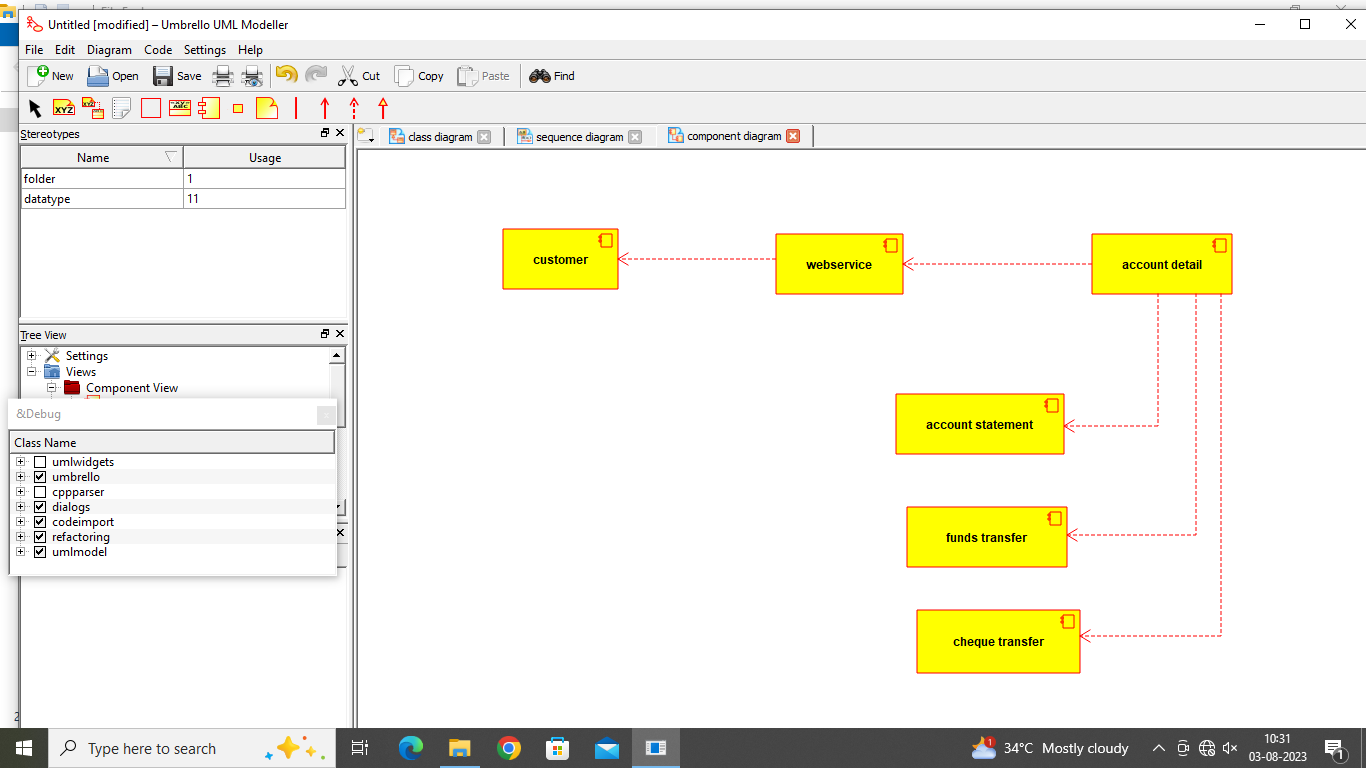 Untitled [modified] – Umbrello UML Modeller
File Edit Diagram Code Settings Help
New Open Save Cut Copy Paste Find
XYZ
Stereotypes
class diagram sequence diagram component diagram
Name Usage
folder 1
datatype 11
customer
webservice
account detail
Tree View
Settings
Views
Component View
&Debug
Class Name
umlwidgets
umbrello
cppparser
dialogs
codeimport
refactoring
umlmodel
account statement
funds transfer
cheque transfer
Type here to search
1
34°C Mostly cloudy
10:31
03-08-2023
1